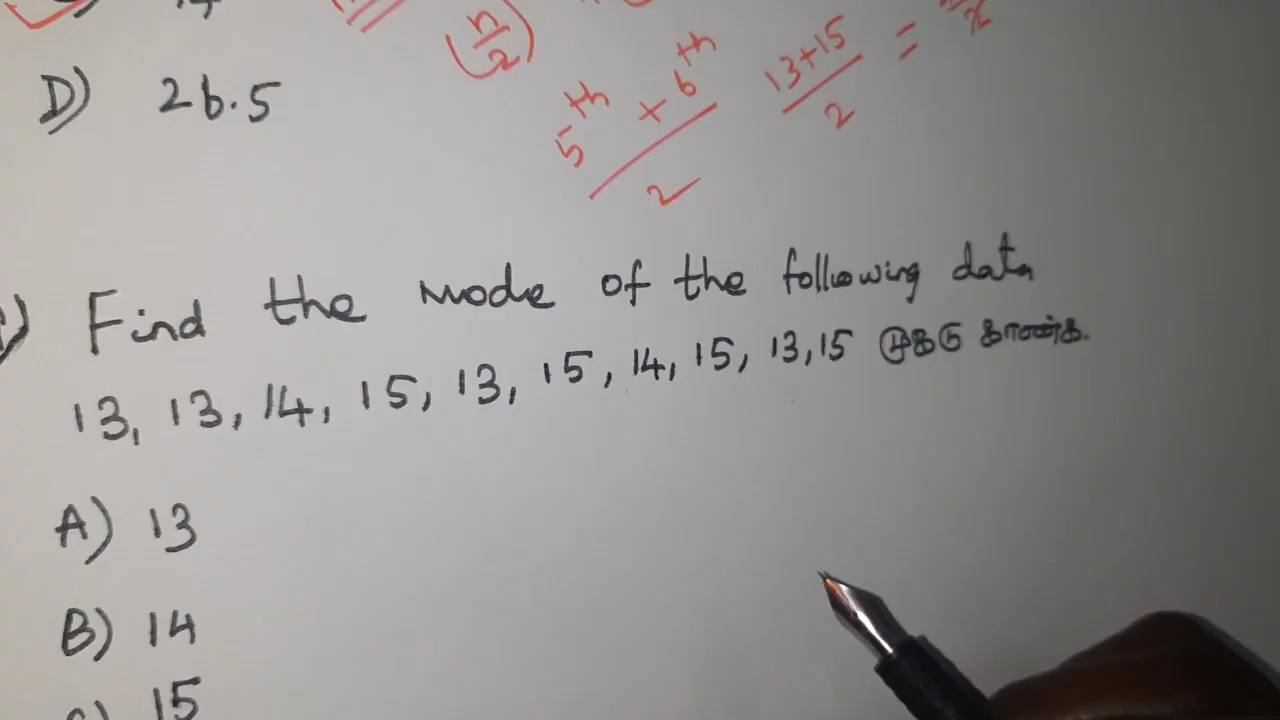 D) 26.5
(n/2)
5th + 6th / 2
13+15 / 2 =
Find the mode of the following data
13, 13, 14, 15, 13, 15, 14, 15, 13, 15 முகடு காண்க.
A) 13
B) 14
C) 15